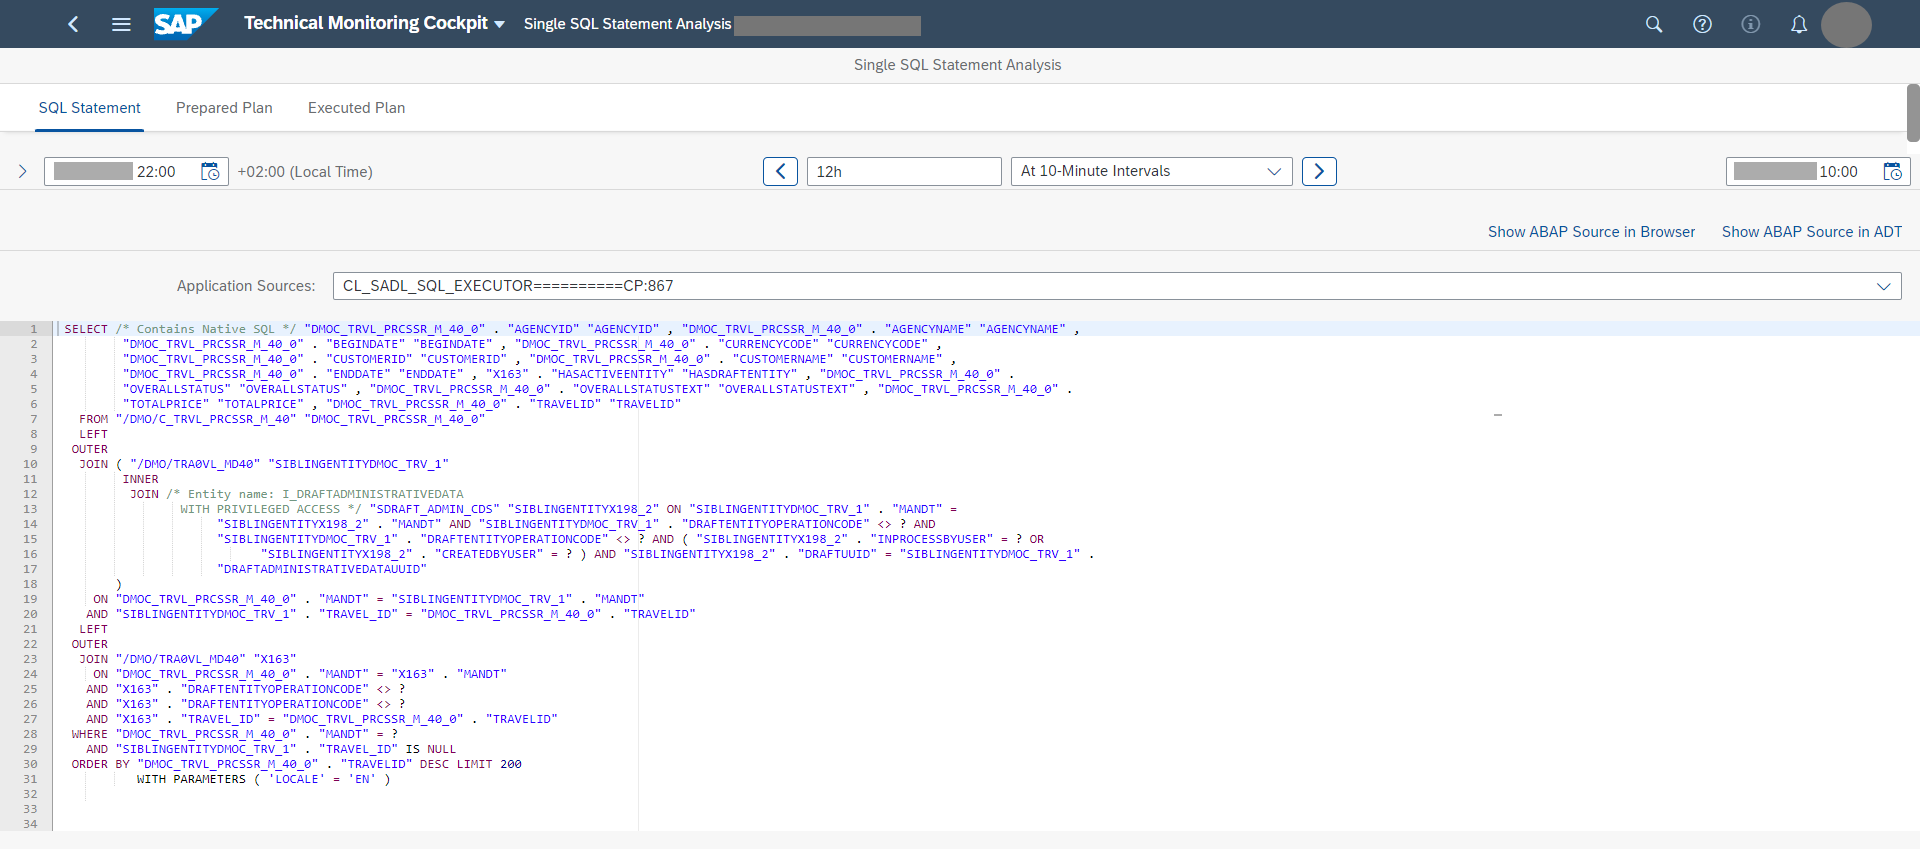 SAP Technical Monitoring Cockpit Single SQL Statement Analysis
Single SQL Statement Analysis
SQL Statement Prepared Plan Executed Plan
22:00 +02:00 (Local Time) 12h At 10-Minute Intervals 10:00
Show ABAP Source in Browser Show ABAP Source in ADT
Application Sources: CL_SADL_SQL_EXECUTOR==========CP:867
1 SELECT /* Contains Native SQL */ "DMOC_TRVL_PRCSSR_M_40_0" . "AGENCYID" "AGENCYID" , "DMOC_TRVL_PRCSSR_M_40_0" . "AGENCYNAME" "AGENCYNAME" ,
2 "DMOC_TRVL_PRCSSR_M_40_0" . "BEGINDATE" "BEGINDATE" , "DMOC_TRVL_PRCSSR_M_40_0" . "CURRENCYCODE" "CURRENCYCODE" ,
3 "DMOC_TRVL_PRCSSR_M_40_0" . "CUSTOMERID" "CUSTOMERID" , "DMOC_TRVL_PRCSSR_M_40_0" . "CUSTOMERNAME" "CUSTOMERNAME" ,
4 "DMOC_TRVL_PRCSSR_M_40_0" . "ENDDATE" "ENDDATE" , "X163" . "HASACTIVEENTITY" "HASDRAFTENTITY" , "DMOC_TRVL_PRCSSR_M_40_0" .
5 "OVERALLSTATUS" "OVERALLSTATUS" , "DMOC_TRVL_PRCSSR_M_40_0" . "OVERALLSTATUSTEXT" "OVERALLSTATUSTEXT" , "DMOC_TRVL_PRCSSR_M_40_0" .
6 "TOTALPRICE" "TOTALPRICE" , "DMOC_TRVL_PRCSSR_M_40_0" . "TRAVELID" "TRAVELID"
7 FROM "/DMO/C_TRVL_PRCSSR_M_40" "DMOC_TRVL_PRCSSR_M_40_0"
8 LEFT
9 OUTER
10 JOIN ( "/DMO/TRA0VL_MD40" "SIBLINGENTITYDMOC_TRV_1"
11 INNER
12 JOIN /* Entity name: I_DRAFTADMINISTRATIVEDATA
13 WITH PRIVILEGED ACCESS */ "SDRAFT_ADMIN_CDS" "SIBLINGENTITYX198_2" ON "SIBLINGENTITYDMOC_TRV_1" . "MANDT" =
14 "SIBLINGENTITYX198_2" . "MANDT" AND "SIBLINGENTITYDMOC_TRV_1" . "DRAFTENTITYOPERATIONCODE" <> ? AND
15 "SIBLINGENTITYDMOC_TRV_1" . "DRAFTENTITYOPERATIONCODE" <> ? AND ( "SIBLINGENTITYX198_2" . "INPROCESSBYUSER" = ? OR
16 "SIBLINGENTITYX198_2" . "CREATEDBYUSER" = ? ) AND "SIBLINGENTITYX198_2" . "DRAFTUUID" = "SIBLINGENTITYDMOC_TRV_1" .
17 "DRAFTADMINISTRATIVEDATAUUID"
18 )
19 ON "DMOC_TRVL_PRCSSR_M_40_0" . "MANDT" = "SIBLINGENTITYDMOC_TRV_1" . "MANDT"
20 AND "SIBLINGENTITYDMOC_TRV_1" . "TRAVEL_ID" = "DMOC_TRVL_PRCSSR_M_40_0" . "TRAVELID"
21 LEFT
22 OUTER
23 JOIN "/DMO/TRA0VL_MD40" "X163"
24 ON "DMOC_TRVL_PRCSSR_M_40_0" . "MANDT" = "X163" . "MANDT"
25 AND "X163" . "DRAFTENTITYOPERATIONCODE" <> ?
26 AND "X163" . "DRAFTENTITYOPERATIONCODE" <> ?
27 AND "X163" . "TRAVEL_ID" = "DMOC_TRVL_PRCSSR_M_40_0" . "TRAVELID"
28 WHERE "DMOC_TRVL_PRCSSR_M_40_0" . "MANDT" = ?
29 AND "SIBLINGENTITYDMOC_TRV_1" . "TRAVEL_ID" IS NULL
30 ORDER BY "DMOC_TRVL_PRCSSR_M_40_0" . "TRAVELID" DESC LIMIT 200
31 WITH PARAMETERS ( 'LOCALE' = 'EN' )
32
33
34